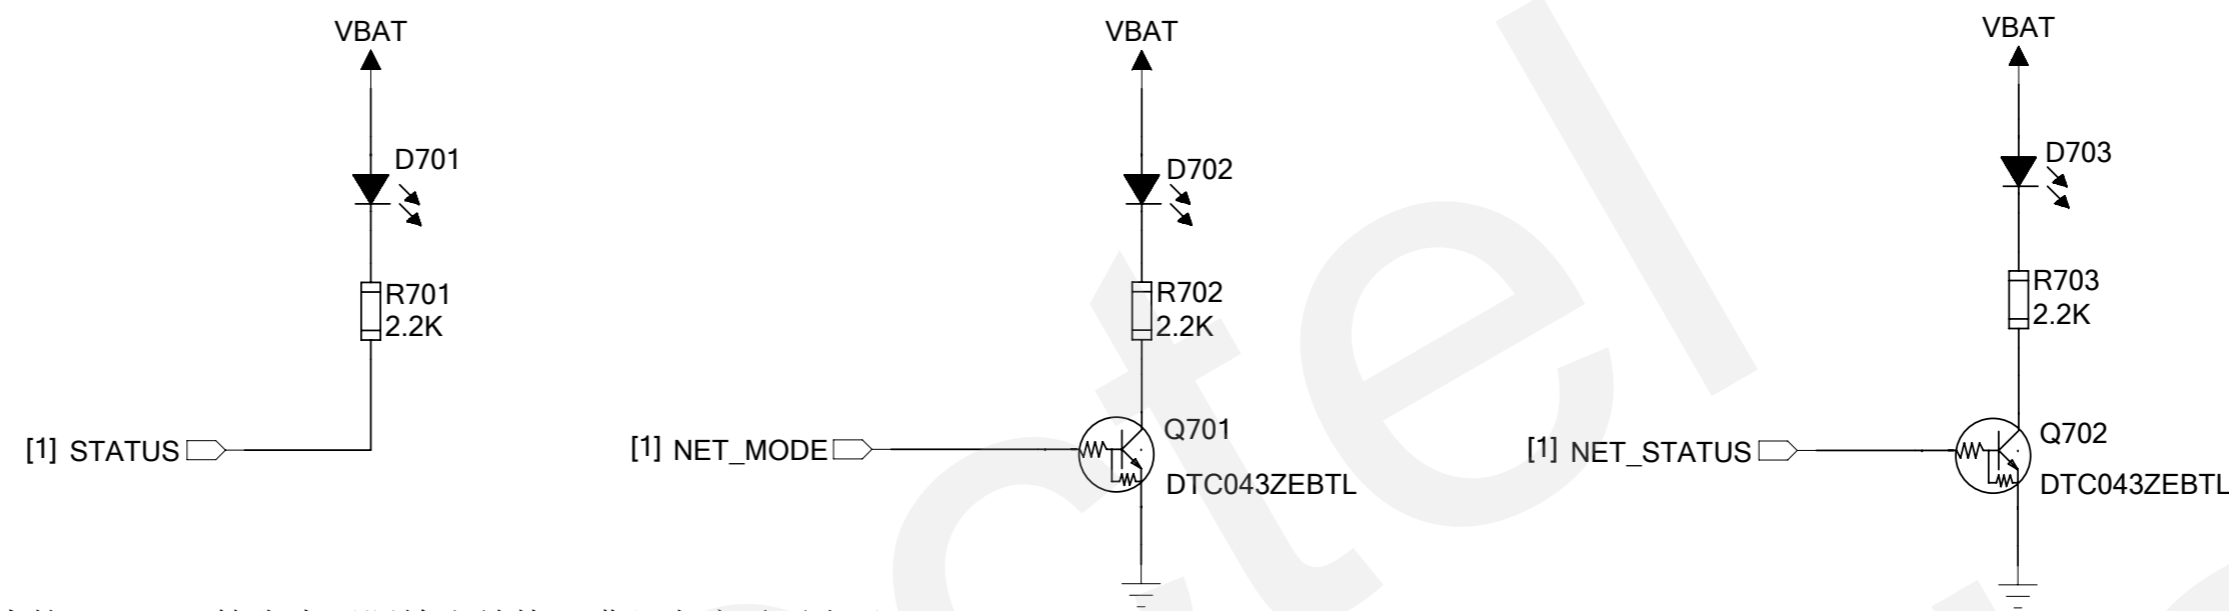 VBAT
D701
R701
2.2K
[1] STATUS
VBAT
D702
R702
2.2K
[1] NET_MODE
Q701
DTC043ZEBTL
VBAT
D703
R703
2.2K
[1] NET_STATUS
Q702
DTC043ZEBTL